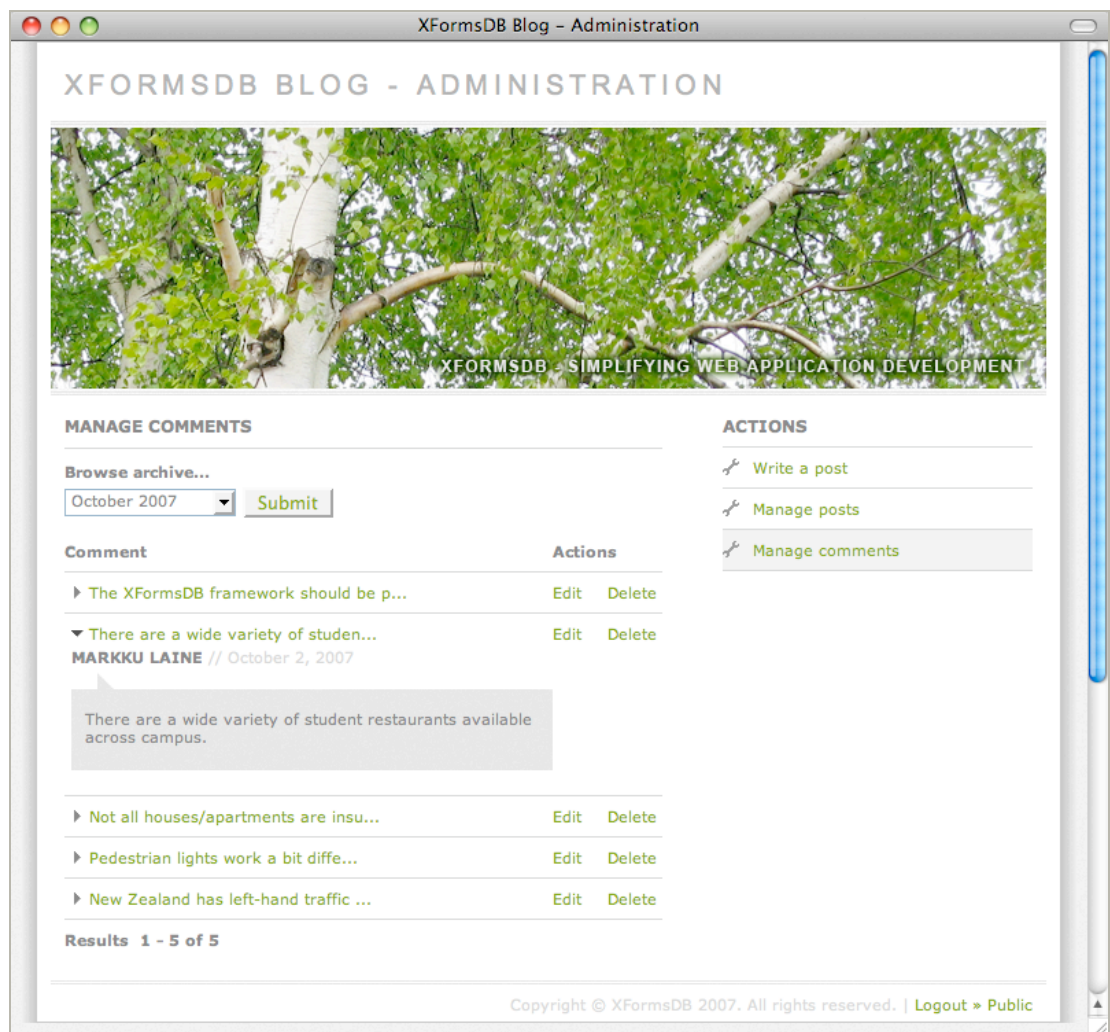 XFormsDB Blog – Administration
XFORMSDB BLOG - ADMINISTRATION
XFORMSDB - SIMPLIFYING WEB APPLICATION DEVELOPMENT
MANAGE COMMENTS
Browse archive...
October 2007 Submit
Comment Actions
The XFormsDB framework should be p... Edit Delete
There are a wide variety of studen... Edit Delete
MARKKU LAINE // October 2, 2007
There are a wide variety of student restaurants available
across campus.
Not all houses/apartments are insu... Edit Delete
Pedestrian lights work a bit diffe... Edit Delete
New Zealand has left-hand traffic ... Edit Delete
Results 1 - 5 of 5
ACTIONS
Write a post
Manage posts
Manage comments
Copyright © XFormsDB 2007. All rights reserved. | Logout » Public